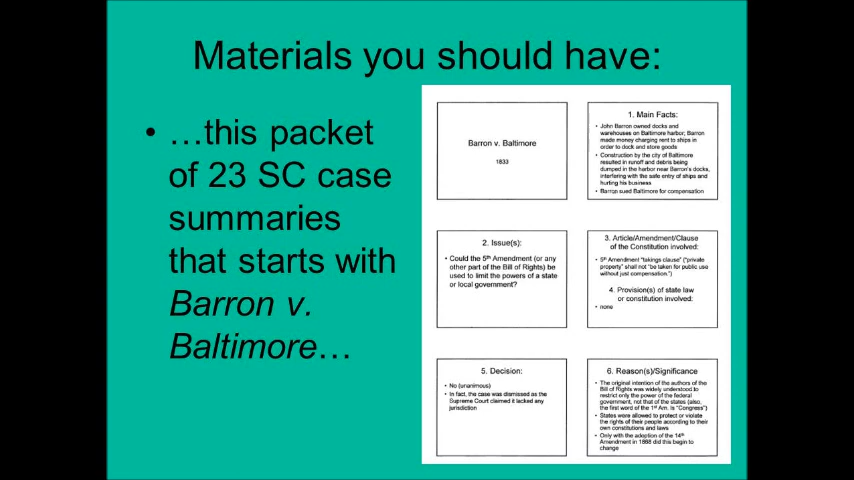 Materials you should have:
• …this packet
of 23 SC case
summaries
that starts with
Barron v.
Baltimore…
Barron v. Baltimore
1833
1. Main Facts:
• John Barron owned docks and
warehouses on Baltimore harbor; Barron
made money charging rent to ships in
order to dock and store goods
• Construction by the city of Baltimore
resulted in runoff and debris being
dumped in the harbor near Barron's docks,
interfering with the safe entry of ships and
hurting his business
• Barron sued Baltimore for compensation
2. Issue(s):
• Could the 5th Amendment (or any
other part of the Bill of Rights) be
used to limit the powers of a state
or local government?
3. Article/Amendment/Clause
of the Constitution involved:
• 5th Amendment "takings clause" ("private
property" shall not "be taken for public use
without just compensation.")
4. Provision(s) of state law
or constitution involved:
• none
5. Decision:
• No (unanimous)
• In fact, the case was dismissed as the
Supreme Court claimed it lacked any
jurisdiction
6. Reason(s)/Significance
• The original intention of the authors of the
Bill of Rights was widely understood to
restrict only the power of the federal
government, not that of the states (also,
the first word of the 1st Am. is "Congress")
• States were allowed to protect or violate
the rights of their people according to their
own constitutions and laws
• Only with the adoption of the 14th
Amendment in 1868 did this begin to
change